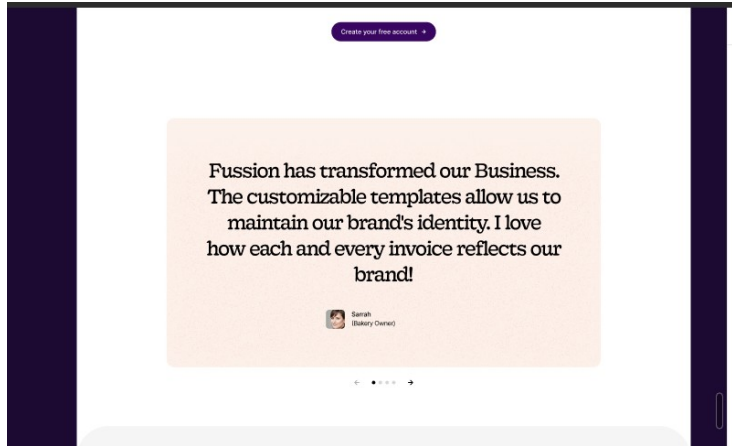 Create your free account →
Fussion has transformed our Business.
The customizable templates allow us to
maintain our brand's identity. I love
how each and every invoice reflects our
brand!
Sarrah
(Bakery Owner)